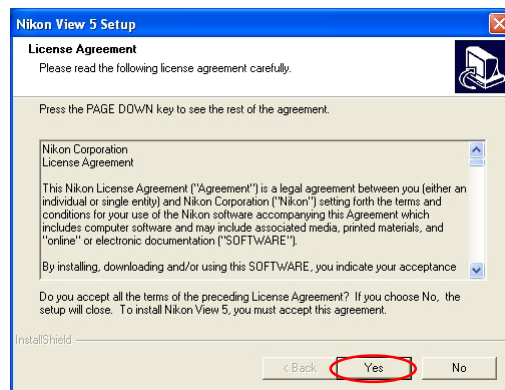 Nikon View 5 Setup
License Agreement
Please read the following license agreement carefully.
Press the PAGE DOWN key to see the rest of the agreement.
Nikon Corporation
License Agreement
This Nikon License Agreement ("Agreement") is a legal agreement between you (either an
individual or single entity) and Nikon Corporation ("Nikon") setting forth the terms and
conditions for your use of the Nikon software accompanying this Agreement which
includes computer software and may include associated media, printed materials, and
"online" or electronic documentation ("SOFTWARE").
By installing, downloading and/or using this SOFTWARE, you indicate your acceptance
Do you accept all the terms of the preceding License Agreement? If you choose No, the
setup will close. To install Nikon View 5, you must accept this agreement.
InstallShield
< Back Yes No